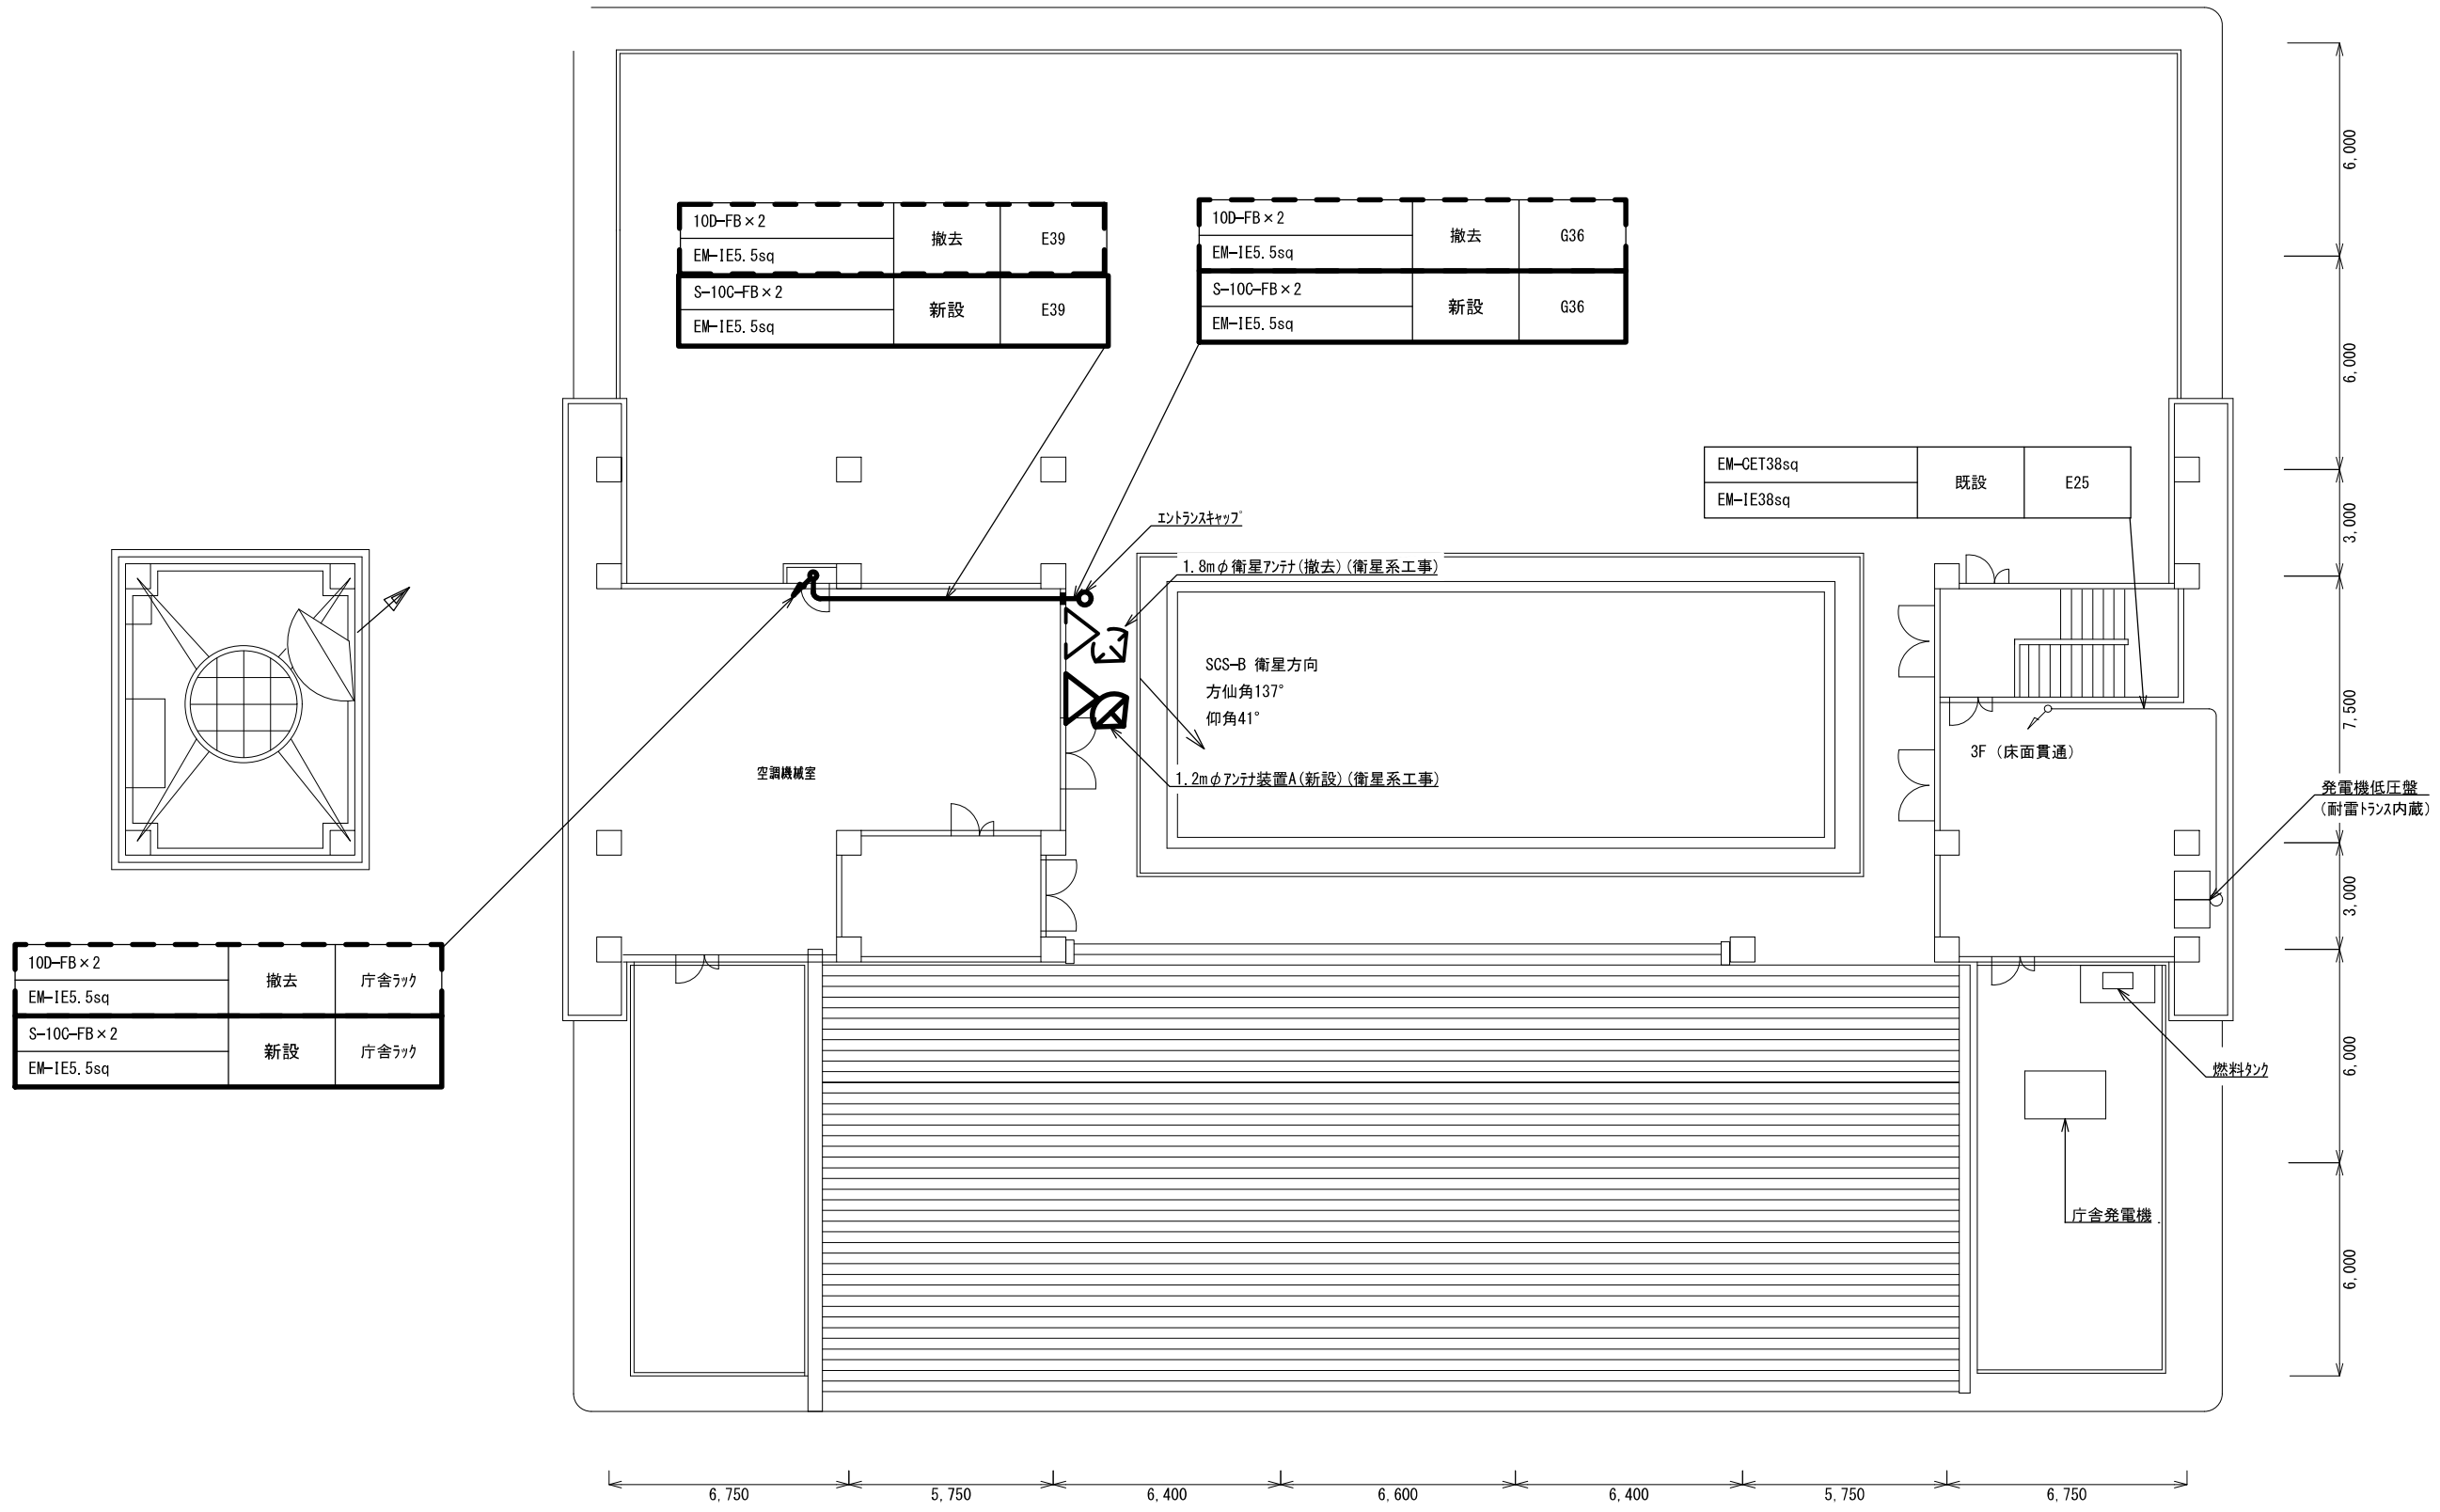 6,000
10D-FB×2
撤去
E39
EM-IE5.5sq
S-10C-FB×2
新設
E39
EM-IE5.5sq
10D-FB×2
撤去
G36
EM-IE5.5sq
S-10C-FB×2
新設
G36
EM-IE5.5sq
6,000
EM-CET38sq
既設
E25
EM-IE38sq
3,000
ｴﾝﾄﾗﾝｽｷｬｯﾌﾟ
1.8mφ衛星ｱﾝﾃﾅ(撤去)(衛星系工事)
SCS-B 衛星方向
方仙角137°
仰角41°
7,500
3F (床面貫通)
空調機械室
1.2mφｱﾝﾃﾅ装置A(新設)(衛星系工事)
発電機低圧盤
(耐雷ﾄﾗﾝｽ内蔵)
3,000
10D-FB×2
撤去
庁舎ﾗｯｸ
EM-IE5.5sq
S-10C-FB×2
新設
庁舎ﾗｯｸ
EM-IE5.5sq
6,000
燃料ﾀﾝｸ
庁舎発電機
6,000
6,750
5,750
6,400
6,600
6,400
5,750
6,750